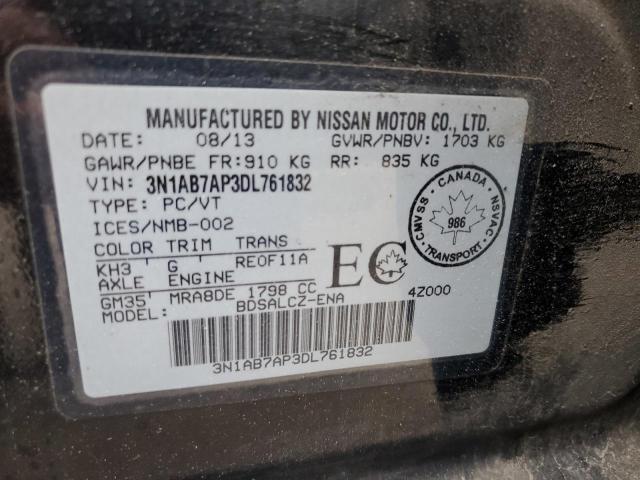 MANUFACTURED BY NISSAN MOTOR CO., LTD.
DATE: 08/13 GVWR/PNBV: 1703 KG
GAWR/PNBE FR: 910 KG RR: 835 KG
VIN: 3N1AB7AP3DL761832
TYPE: PC/VT
ICES/NMB-002
COLOR TRIM TRANS
KH3 G RE0F11A
AXLE ENGINE
GM35 MRA8DE 1798 CC
MODEL: BDSALCZ-ENA 4Z000
EC
CMVSS CANADA NSVAC
986
TRANSPORT
3N1AB7AP3DL761832